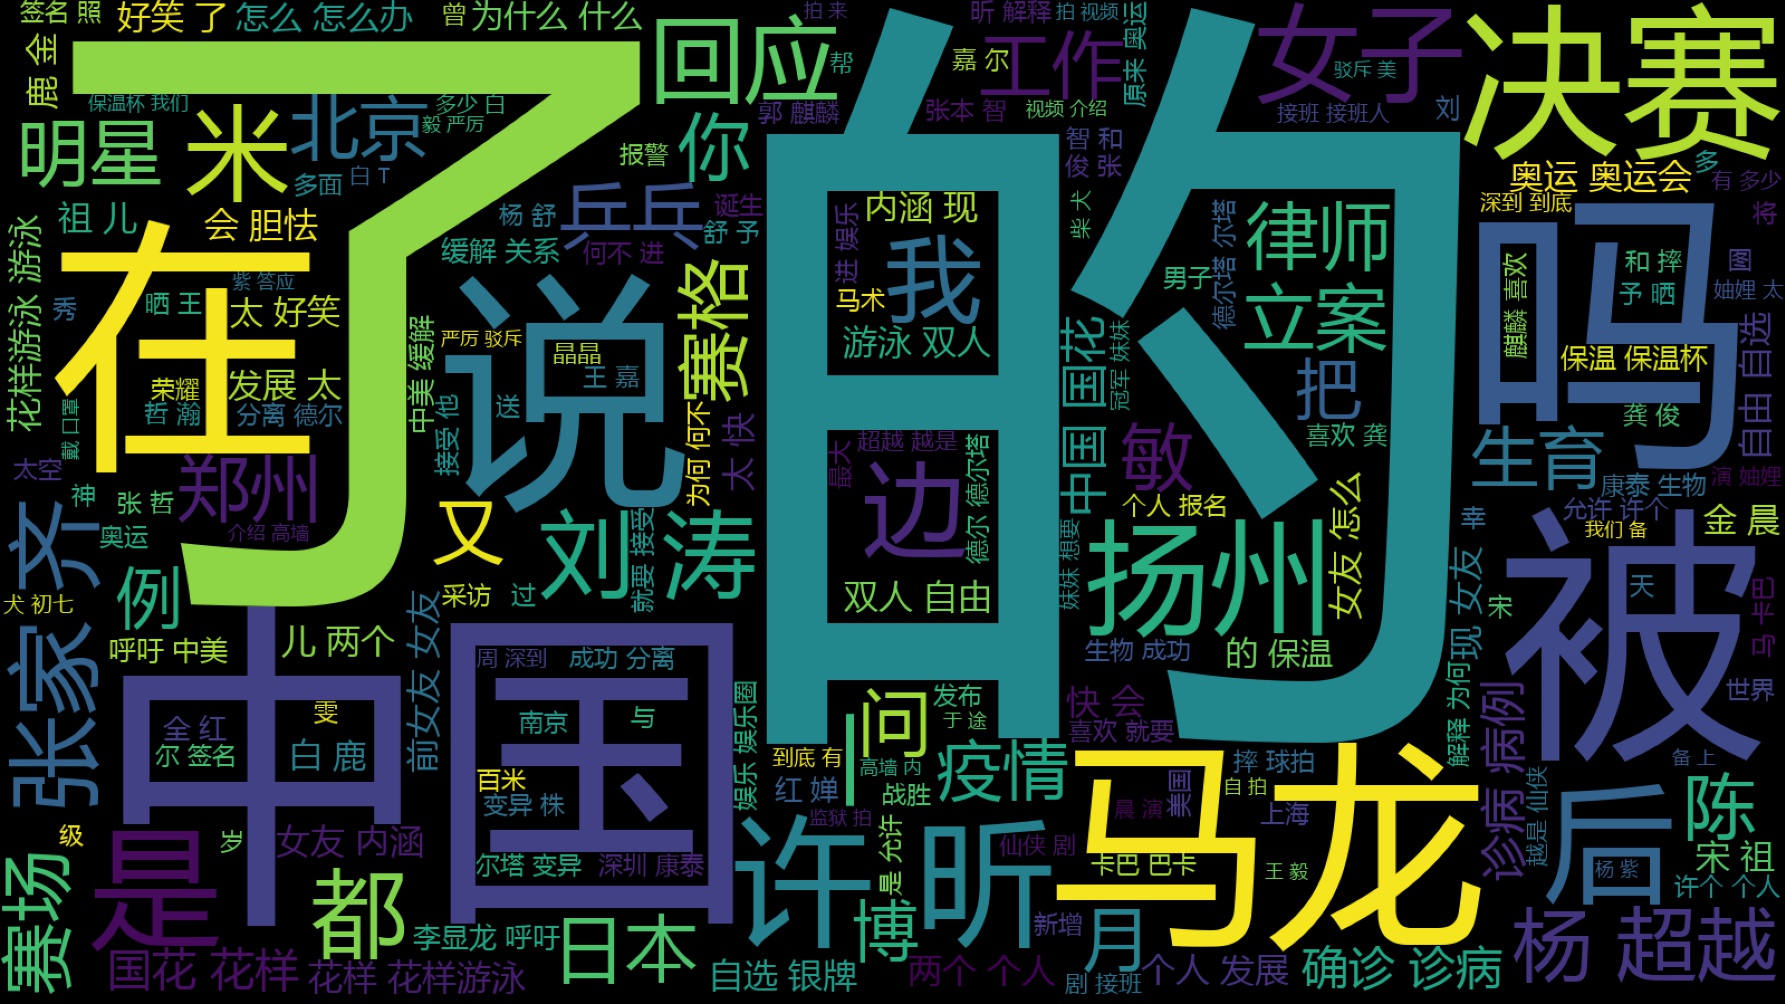 签名 照
好笑 了
怎么 怎么办
曾
为什么 什么
拍 来
昕 解释
拍 视频
鹿 金
了
回应
帮
的
嘉 尔
工作
原来 奥运
女子
驳斥 美
决赛
保温杯 我们
多少 白
毅 严厉
郭 麒麟
张本 智
视频 介绍
接班 接班人
刘
明星
米
北京
你
报警
智 和
俊 张
多
多面
白 T
奥运 奥运会
有 多少
祖 儿
会 胆怯
杨 舒
乒乓
诞生
舒 予
内涵 现
进 娱乐
柴 犬
德尔塔 尔塔
律师
深到 到底
将
花样游泳 游泳
在
缓解 关系
何不 进
我
男子
吗
麒麟 喜欢
和 摔
图
紫 答应
秀
晒 王
太 好笑
说
赛格
马术
游泳 双人
立案
予 晒
妯娌 太
中美 缓解
严厉 驳斥
晶晶
王 嘉
中国 国花
冠军 妹妹
把
保温 保温杯
自由 自选
荣耀
发展 太
哲 瀚
分离 德尔
送
接受 他
为何 何不
太 快
最大
超越 越是
边
德尔 德尔塔
敏
喜欢 龚
龚 俊
戴 口罩
太空
郑州
生育
演 妯娌
康泰 生物
神
张 哲
个人 报名
女友 怎么
允许 许个
奥运
介绍 高墙
又
刘涛
就要 接受
妹妹 想要
扬州
幸
我们 备
金 晨
灾
例
采访
过
双人 自由
现 女友
宋
被
天
马 卡巴
犬 初七
呼吁 中美
儿 两个
前女友 女友
中国
周 深到
成功 分离
生物 成功
的 保温
解释 为何
张家
全 红
雯
尔 签名
白 鹿
南京
与
娱乐 娱乐圈
问
发布
于 途
快 会
喜欢 就要
诊病 病例
世界
百米
变异 株
到底 有
高墙 内
疫情
红 婵
战胜
马龙
摔 球拍
备 上
自 拍
美国
上海
晨 演
监狱 拍
越是 仙侠
后
陈
级
是
岁
女友 内涵
尔塔 变异
深圳 康泰
许昕
是 允许
仙侠 剧
卡巴 巴卡
王 毅
杨 紫
宋 祖
许个 个人
赛场
都
李显龙 呼吁
日本
博
新增
月
杨 超越
国花 花样
花样 花样游泳
自选 银牌
两个 个人
剧 接班
个人 发展
确诊 诊病